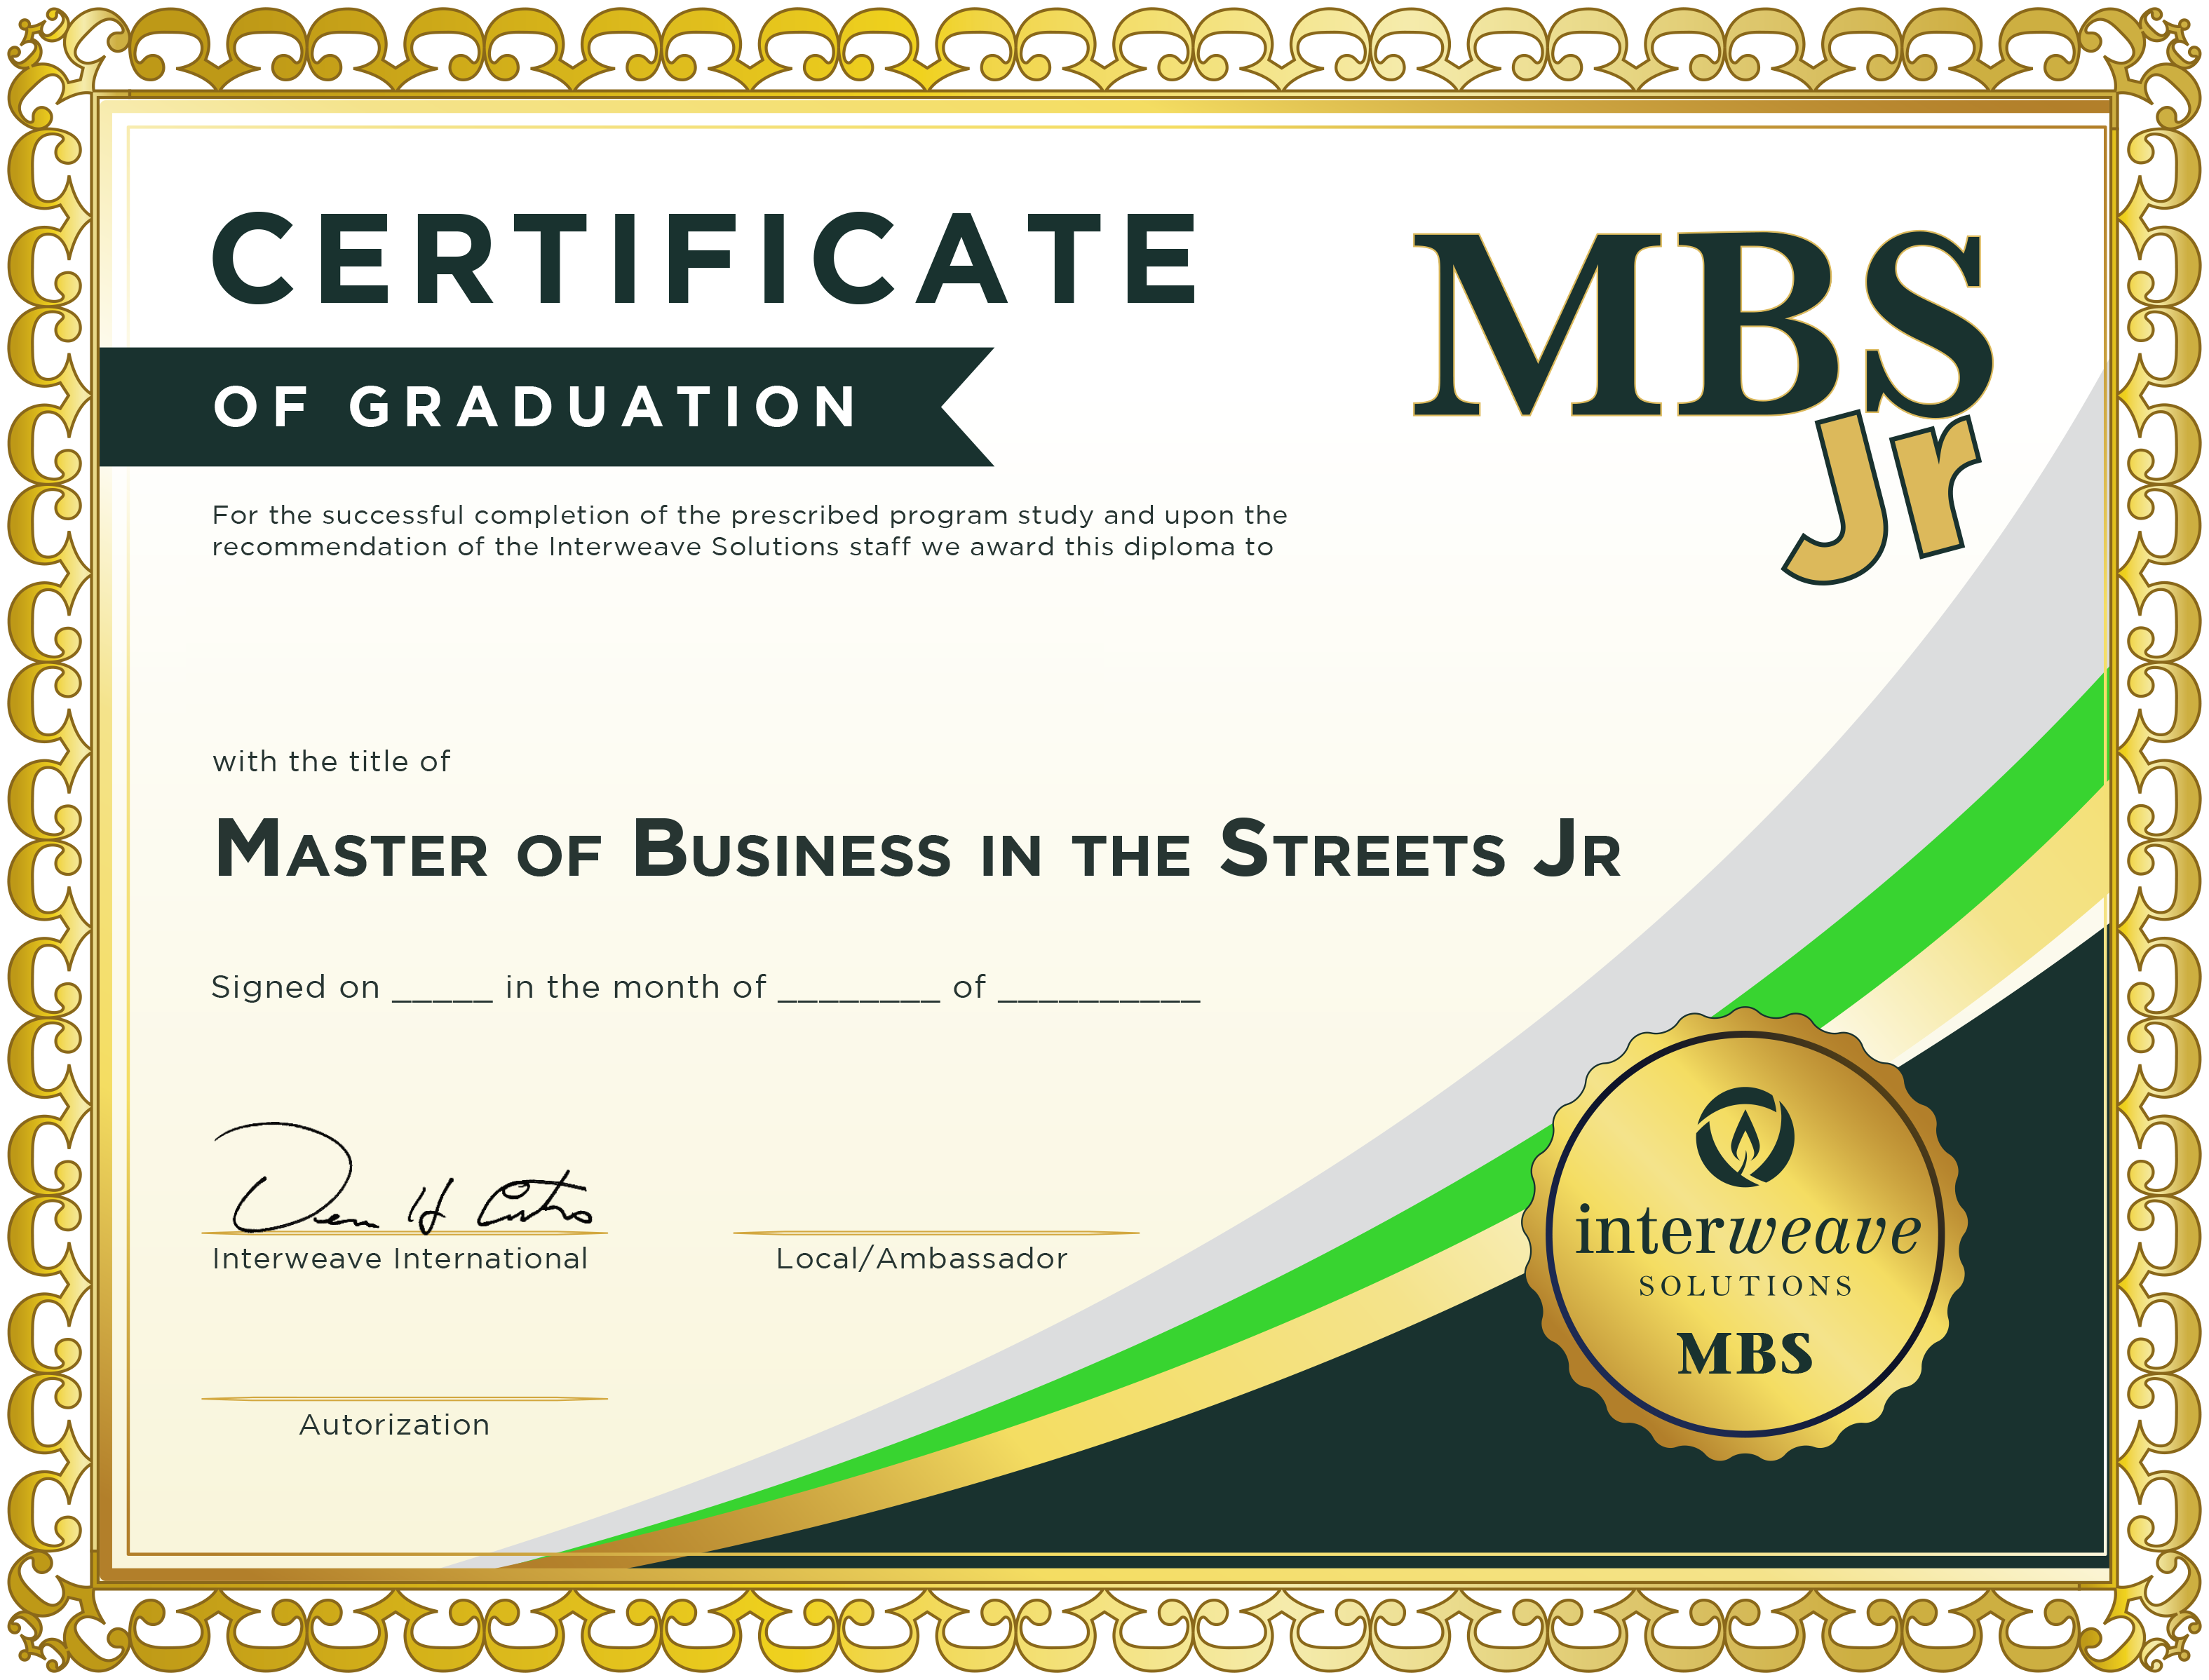 CERTIFICATE
OF GRADUATION
MBS
Jr
For the successful completion of the prescribed program study and upon the
recommendation of the Interweave Solutions staff we award this diploma to
with the title of
Master of Business in the Streets Jr
Signed on _____ in the month of ________ of __________
Interweave International
Local/Ambassador
Autorization
interweave
SOLUTIONS
MBS